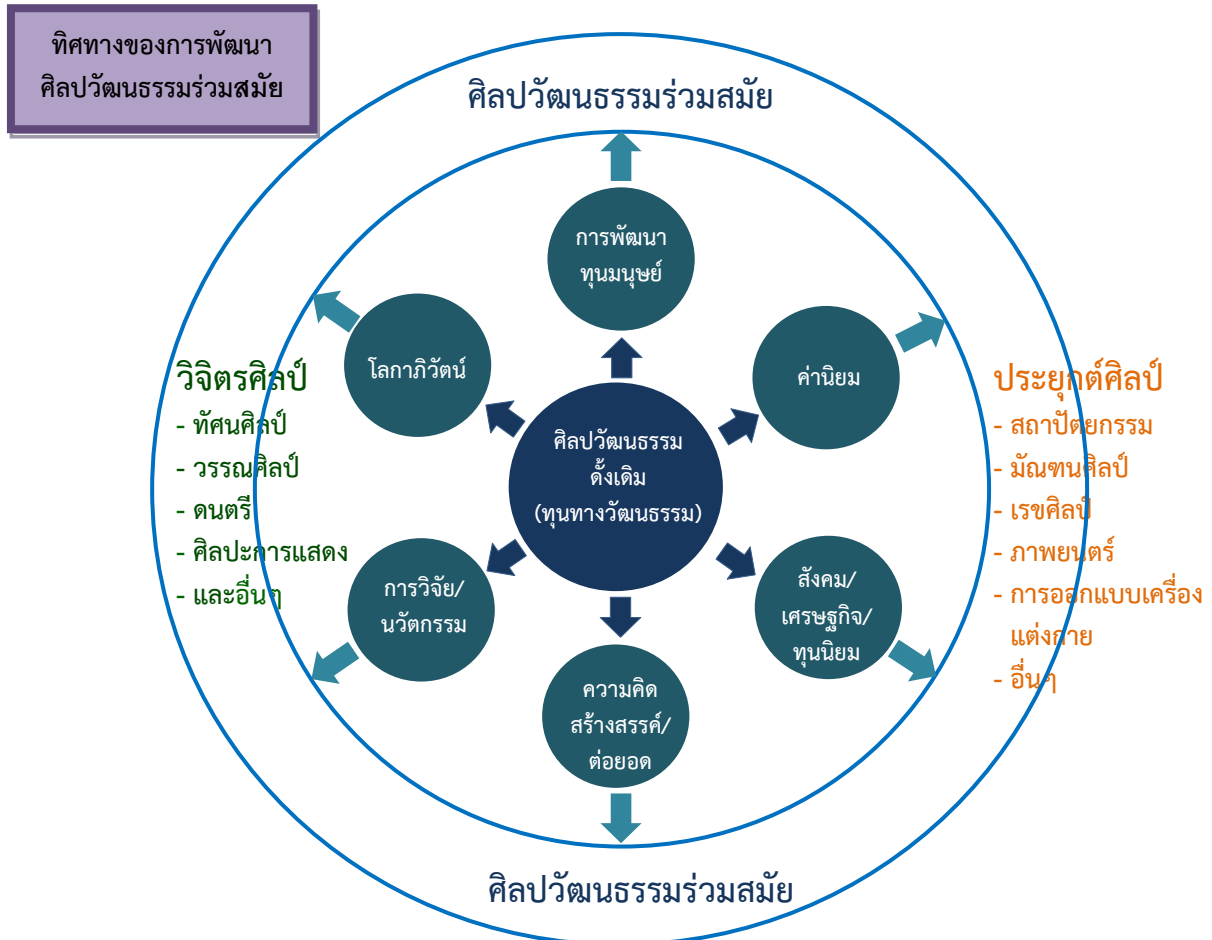 ทิศทางของการพัฒนา
ศิลปวัฒนธรรมร่วมสมัย
ศิลปวัฒนธรรมร่วมสมัย
การพัฒนา
ทุนมนุษย์
โลกาภิวัตน์
ค่านิยม
วิจิตรศิลป์
- ทัศนศิลป์
- วรรณศิลป์
- ดนตรี
- ศิลปะการแสดง
- และอื่นๆ
ศิลปวัฒนธรรม
ดั้งเดิม
(ทุนทางวัฒนธรรม)
ประยุกต์ศิลป์
- สถาปัตยกรรม
- มัณฑนศิลป์
- เรขศิลป์
- ภาพยนตร์
- การออกแบบเครื่อง
แต่งกาย
- อื่นๆ
การวิจัย/
นวัตกรรม
สังคม/
เศรษฐกิจ/
ทุนนิยม
ความคิด
สร้างสรรค์/
ต่อยอด
ศิลปวัฒนธรรมร่วมสมัย